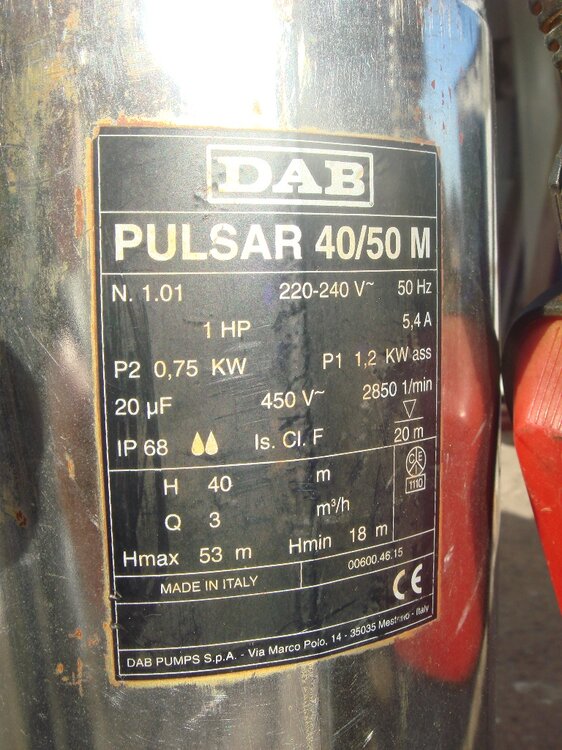 DAB
PULSAR 40/50 M
N. 1.01 220-240 V~ 50 Hz
1 HP 5,4 A
P2 0,75 KW P1 1,2 KW ass
20 µF 450 V~ 2850 1/min
IP 68 Is. Cl. F 20 m
H 40 m
Q 3 m³/h
CE
1110
Hmax 53 m Hmin 18 m
MADE IN ITALY 00600.46.15
CE
DAB PUMPS S.p.A. - Via Marco Polo, 14 - 35035 Mestrino - Italy